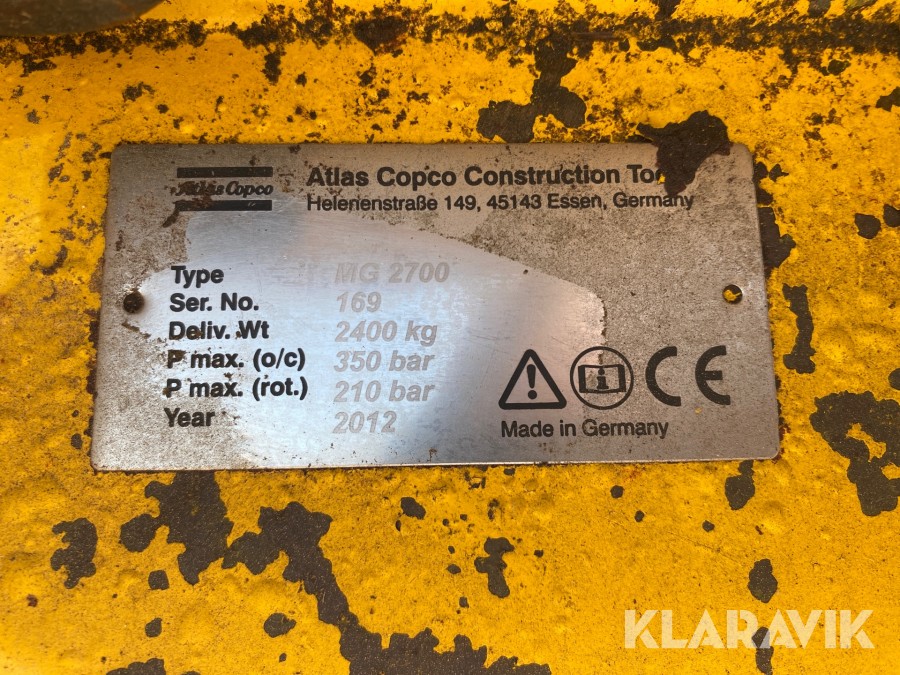 Atlas Copco
Atlas Copco Construction
Helenenstraße 149, 45143 Essen, Germany
Type MG 2700
Ser. No. 169
Deliv. Wt 2400 kg
P max. (o/c) 350 bar
P max. (rot.) 210 bar
Year 2012
Made in Germany
CE
KLARAVIK